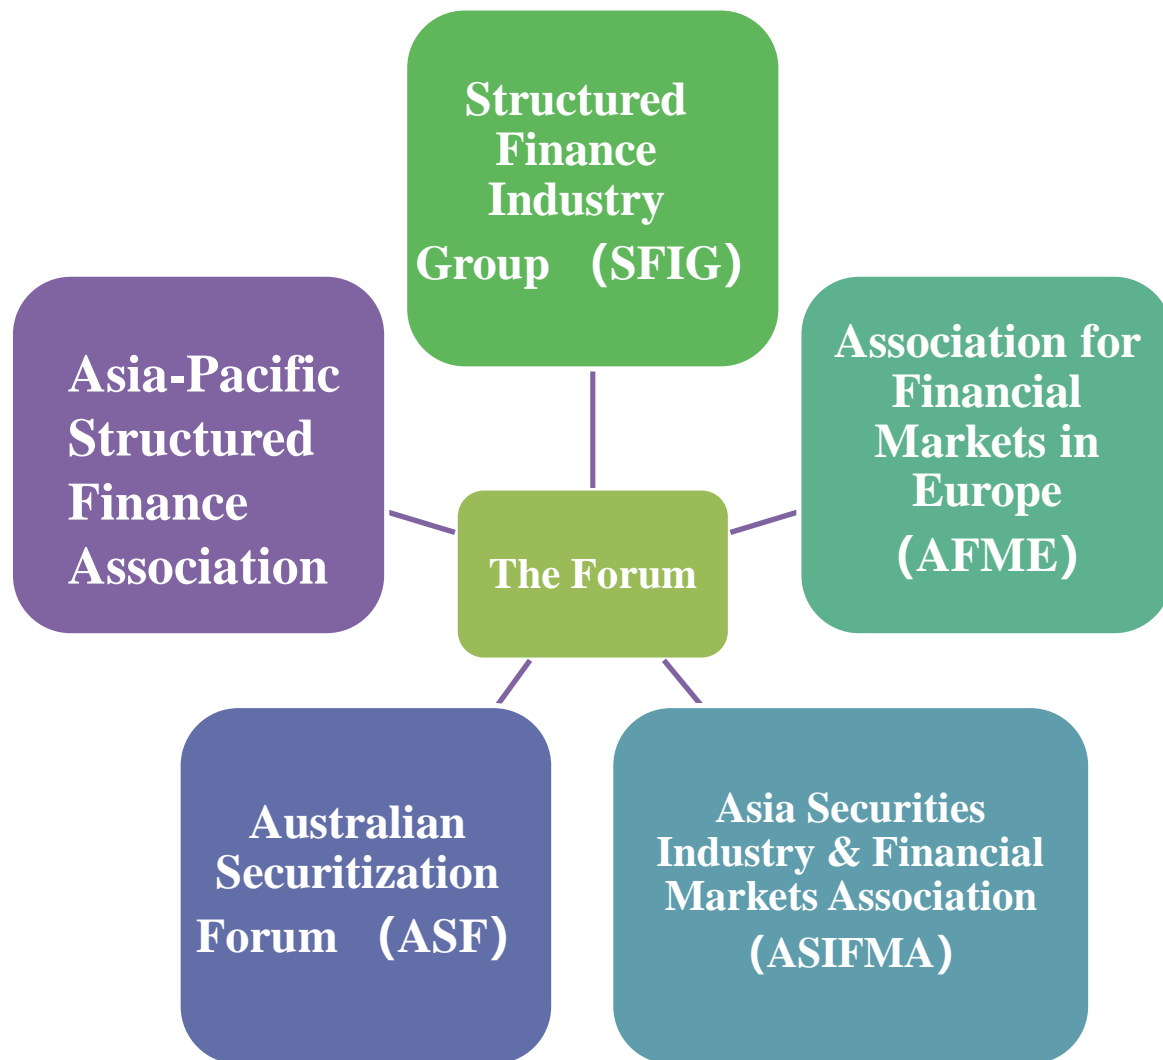 Structured
Finance
Industry
Group （SFIG）
Asia-Pacific
Structured
Finance
Association
Association for
Financial
Markets in
Europe
（AFME）
The Forum
Australian
Securitization
Forum （ASF）
Asia Securities
Industry & Financial
Markets Association
（ASIFMA）